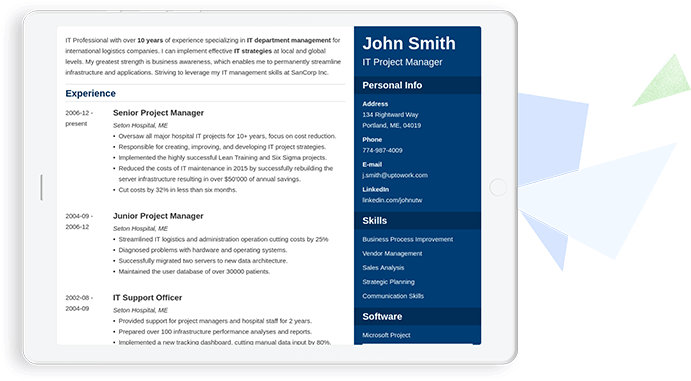 IT Professional with over 10 years of experience specializing in IT department management for
international logistics companies. I can implement effective IT strategies at local and global
levels. My greatest strength is business awareness, which enables me to permanently streamline
infrastructure and applications. Striving to leverage my IT management skills at SanCorp Inc.
Experience
2006-12 -
present
Senior Project Manager
Seton Hospital, ME
• Oversaw all major hospital IT projects for 10+ years, focus on cost reduction.
• Responsible for creating, improving, and developing IT project strategies.
• Implemented the highly successful Lean Training and Six Sigma projects.
• Reduced the costs of IT maintenance in 2015 by successfully rebuilding the
server infrastructure resulting in over $50'000 of annual savings.
• Cut costs by 32% in less than six months.
2004-09 -
2006-12
Junior Project Manager
Seton Hospital, ME
• Streamlined IT logistics and administration operation cutting costs by 25%
• Diagnosed problems with hardware and operating systems.
• Successfully migrated two servers to new data architecture.
• Maintained the user database of over 30000 patients.
2002-08 -
2004-09
IT Support Officer
Seton Hospital, ME
• Provided support for project managers and hospital staff for 2 years.
• Prepared over 100 infrastructure performance analyses and reports.
• Implemented a new tracking dashboard, cutting manual data input by 80%.
John Smith
IT Project Manager
Personal Info
Address
134 Rightward Way
Portland, ME, 04019
Phone
774-987-4009
E-mail
j.smith@uptowork.com
LinkedIn
linkedin.com/johnutw
Skills
Business Process Improvement
Vendor Management
Sales Analysis
Strategic Planning
Communication Skills
Software
Microsoft Project